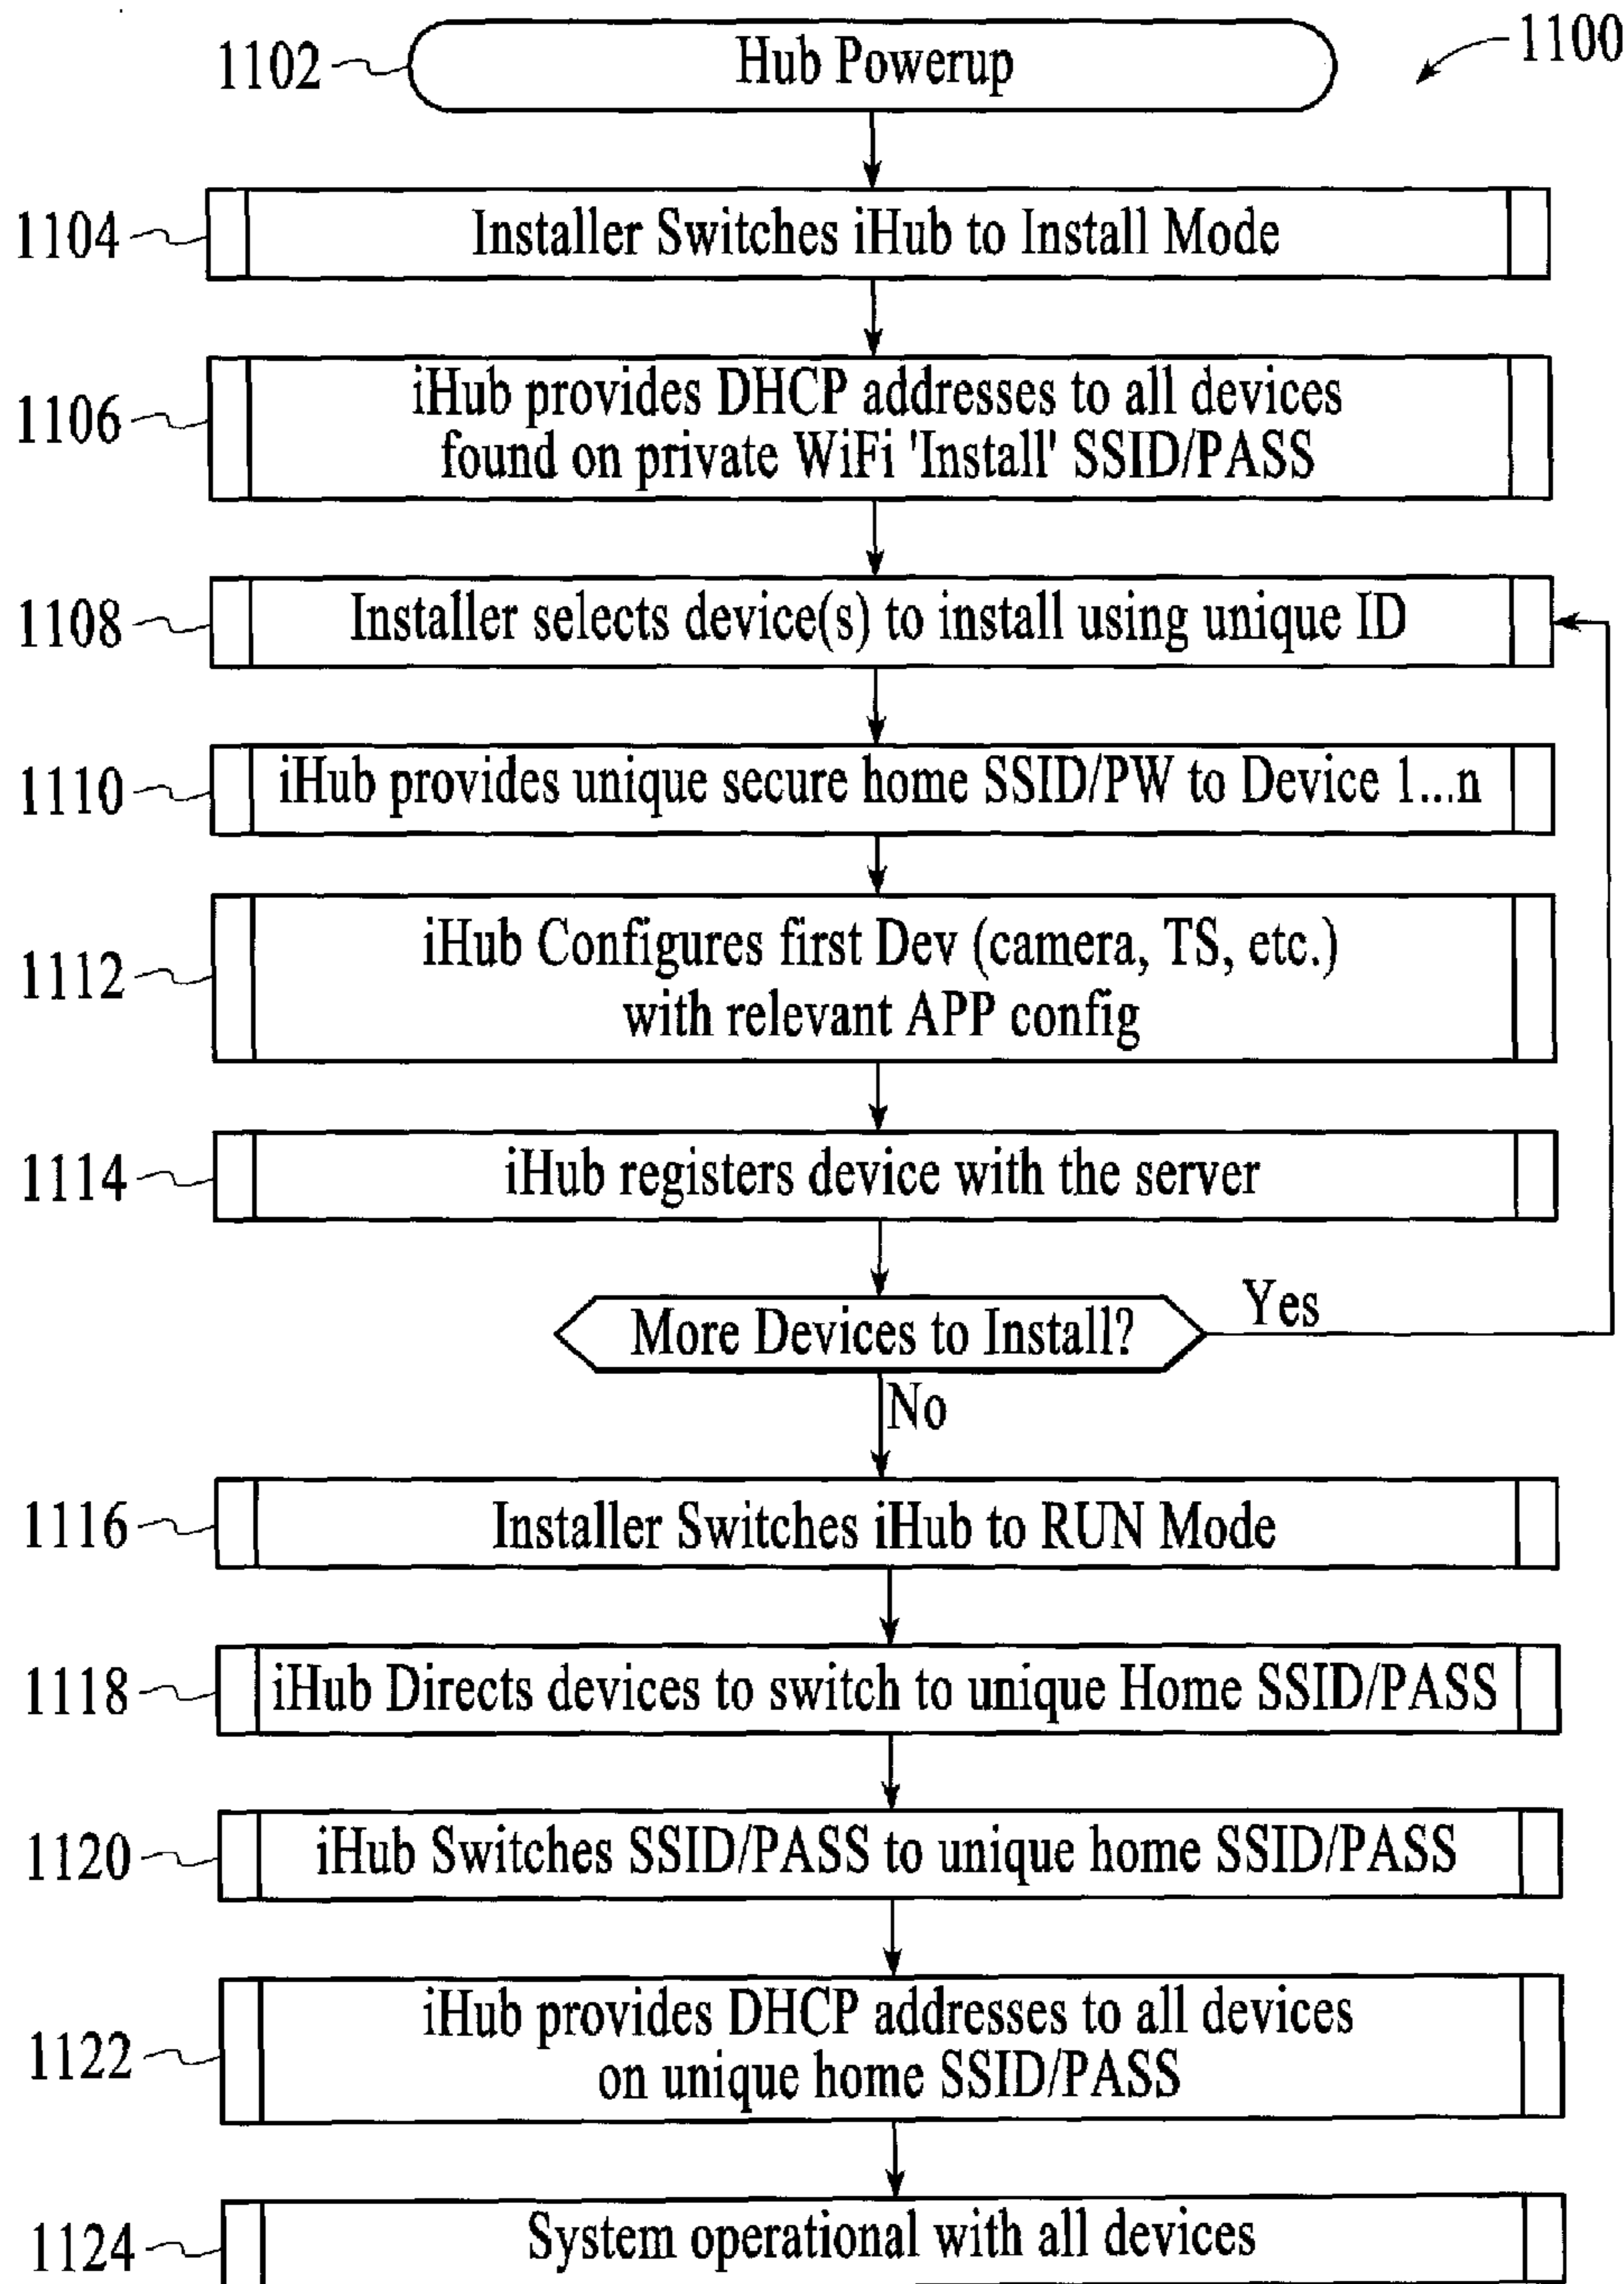 1100
1102
Hub Powerup
1104
Installer Switches iHub to Install Mode
1106
iHub provides DHCP addresses to all devices
found on private WiFi 'Install' SSID/PASS
1108
Installer selects device(s) to install using unique ID
1110
iHub provides unique secure home SSID/PW to Device 1...n
1112
iHub Configures first Dev (camera, TS, etc.)
with relevant APP config
1114
iHub registers device with the server
More Devices to Install?
Yes
No
1116
Installer Switches iHub to RUN Mode
1118
iHub Directs devices to switch to unique Home SSID/PASS
1120
iHub Switches SSID/PASS to unique home SSID/PASS
1122
iHub provides DHCP addresses to all devices
on unique home SSID/PASS
1124
System operational with all devices